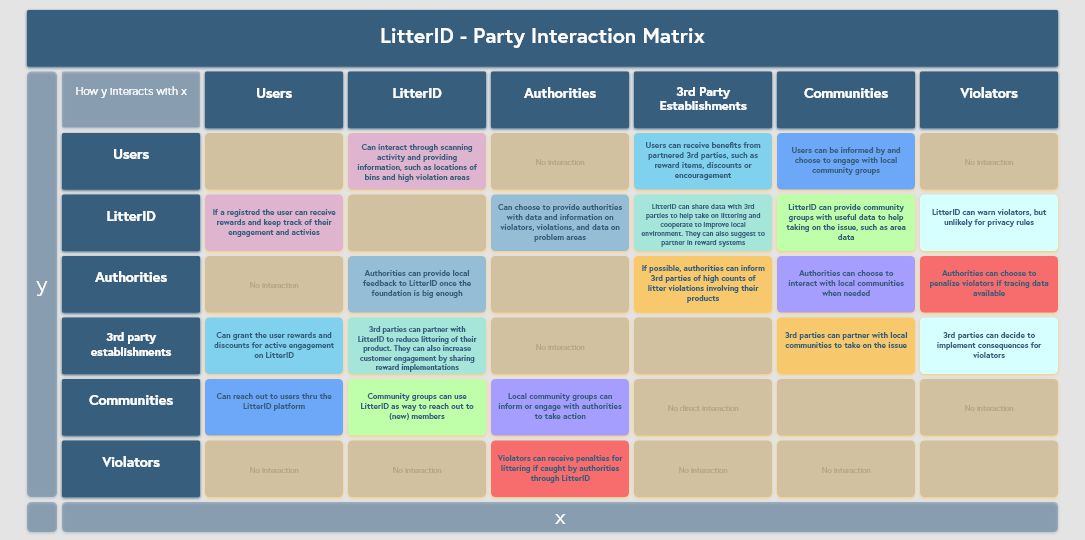 LitterID - Party Interaction Matrix
How y interacts with x
Users
LitterID
Authorities
3rd Party
Establishments
Communities
Violators
Users
Can interact through scanning
activity and providing
information, such as locations of
bins and high violation areas
No interaction
Users can receive benefits from
partnered 3rd parties, such as
reward items, discounts or
encouragement
Users can be informed by and
choose to engage with local
community groups
No interaction
LitterID
If a registred the user can receive
rewards and keep track of their
engagement and activies
Can choose to provide authorities
with data and information on
violators, violations, and data on
problem areas
LitterID can share data with 3rd
parties to help take on littering and
cooperate to improve local
environment. They can also suggest to
partner in reward systems
LitterID can provide community
groups with useful data to help
taking on the issue, such as area
data
LitterID can warn violators, but
unlikely for privacy rules
y
Authorities
No interaction
Authorities can provide local
feedback to LitterID once the
foundation is big enough
If possible, authorities can inform
3rd parties of high counts of
litter violations involving their
products
Authorities can choose to
interact with local communities
when needed
Authorities can choose to
penalize violators if tracing data
available
3rd party
establishments
Can grant the user rewards and
discounts for active engagement
on LitterID
3rd parties can partner with
LitterID to reduce littering of their
product. They can also increase
customer engagement by sharing
reward implementations
No interaction
3rd parties can partner with local
communities to take on the issue
3rd parties can decide to
implement consequences for
violators
Communities
Can reach out to users thru the
LitterID platform
Community groups can use
LitterID as way to reach out to
(new) members
Local community groups can
inform or engage with authorities
to take action
No direct interaction
No interaction
Violators
No interaction
No interaction
Violators can receive penalties for
littering if caught by authorities
through LitterID
No interaction
No interaction
x